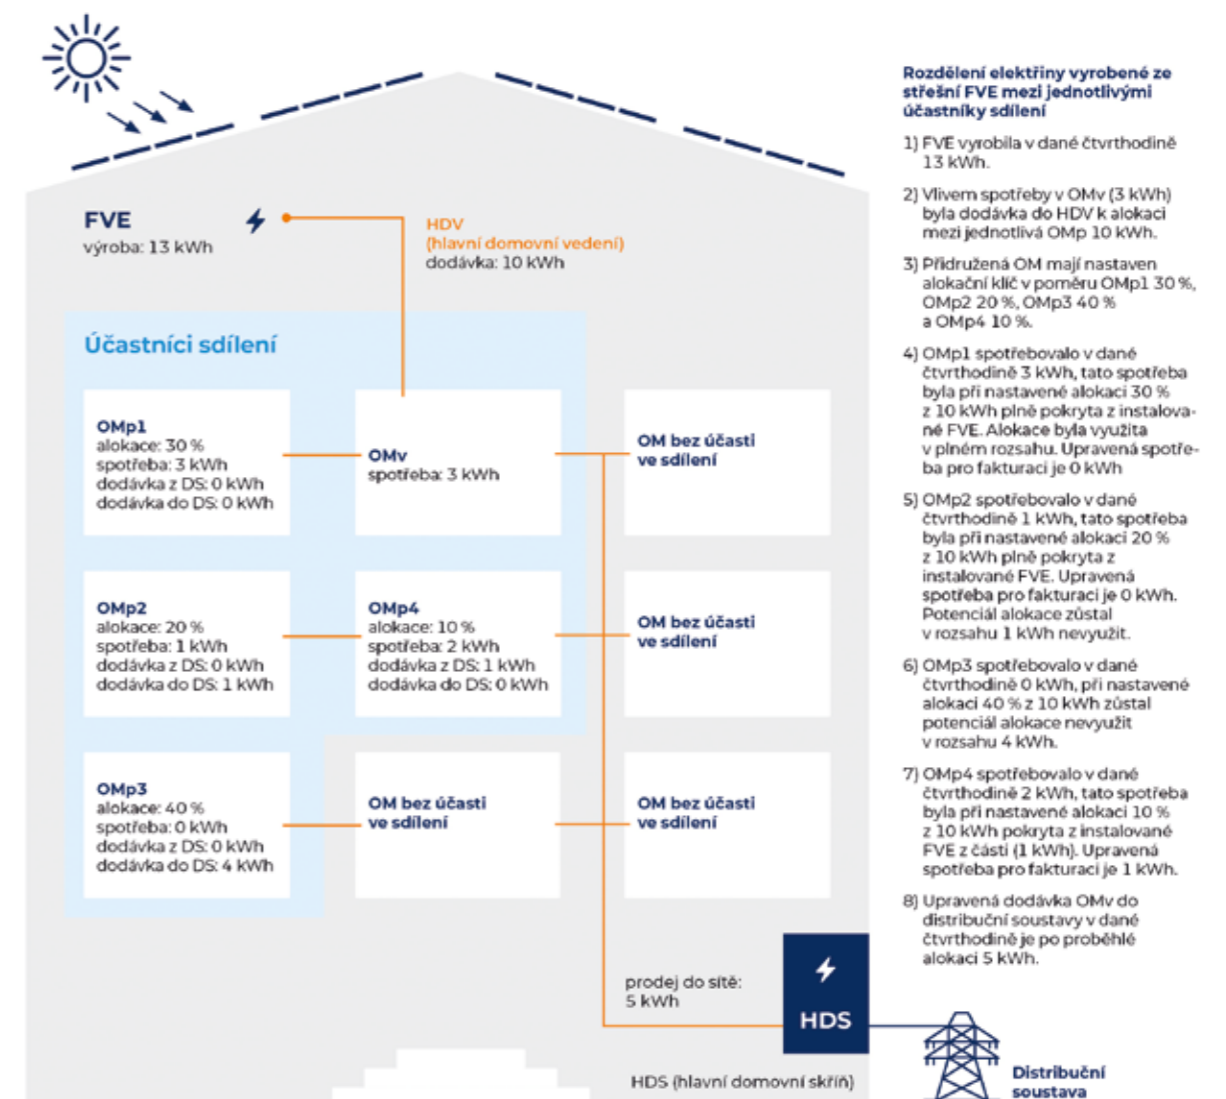 FVE
výroba: 13 kWh
HDV
(hlavní domovní vedení)
dodávka: 10 kWh
Účastníci sdílení
OMp1
alokace: 30 %
spotřeba: 3 kWh
dodávka z DS: 0 kWh
dodávka do DS: 0 kWh
OMv
spotřeba: 3 kWh
OM bez účasti
ve sdílení
OMp2
alokace: 20 %
spotřeba: 1 kWh
dodávka z DS: 0 kWh
dodávka do DS: 1 kWh
OMp4
alokace: 10 %
spotřeba: 2 kWh
dodávka z DS: 1 kWh
dodávka do DS: 0 kWh
OM bez účasti
ve sdílení
OMp3
alokace: 40 %
spotřeba: 0 kWh
dodávka z DS: 0 kWh
dodávka do DS: 4 kWh
OM bez účasti
ve sdílení
OM bez účasti
ve sdílení
prodej do sítě:
5 kWh
HDS
HDS (hlavní domovní skříň)
Distribuční
soustava
Rozdělení elektřiny vyrobené ze
střešní FVE mezi jednotlivými
účastníky sdílení
1) FVE vyrobila v dané čtvrthodině
13 kWh.
2) Vlivem spotřeby v OMv (3 kWh)
byla dodávka do HDV k alokaci
mezi jednotlivá OMp 10 kWh.
3) Přidružená OM mají nastaven
alokační klíč v poměru OMp1 30 %,
OMp2 20 %, OMp3 40 %
a OMp4 10 %.
4) OMp1 spotřebovalo v dané
čtvrthodině 3 kWh, tato spotřeba
byla při nastavené alokaci 30 %
z 10 kWh plně pokryta z instalova-
né FVE. Alokace byla využita
v plném rozsahu. Upravená spotře-
ba pro fakturaci je 0 kWh
5) OMp2 spotřebovalo v dané
čtvrthodině 1 kWh, tato spotřeba
byla při nastavené alokaci 20 %
z 10 kWh plně pokryta z
instalované FVE. Upravená
spotřeba pro fakturaci je 0 kWh.
Potenciál alokace zůstal
v rozsahu 1 kWh nevyužit.
6) OMp3 spotřebovalo v dané
čtvrthodině 0 kWh, při nastavené
alokaci 40 % z 10 kWh zůstal
potenciál alokace nevyužit
v rozsahu 4 kWh.
7) OMp4 spotřebovalo v dané
čtvrthodině 2 kWh, tato spotřeba
byla při nastavené alokaci 10 %
z 10 kWh pokryta z instalované
FVE z části (1 kWh). Upravená
spotřeba pro fakturaci je 1 kWh.
8) Upravená dodávka OMv do
distribuční soustavy v dané
čtvrthodině je po proběhlé
alokaci 5 kWh.